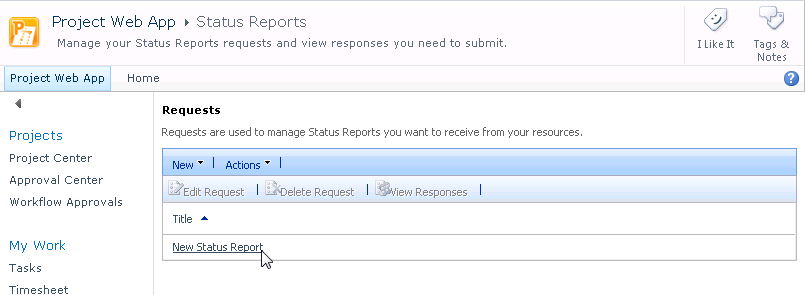 Project Web App ▸ Status Reports
Manage your Status Reports requests and view responses you need to submit.
I Like It
Tags &
Notes
Project Web App
Home
Projects
Project Center
Approval Center
Workflow Approvals
My Work
Tasks
Timesheet
Requests
Requests are used to manage Status Reports you want to receive from your resources.
New Actions
Edit Request Delete Request View Responses
Title
New Status Report